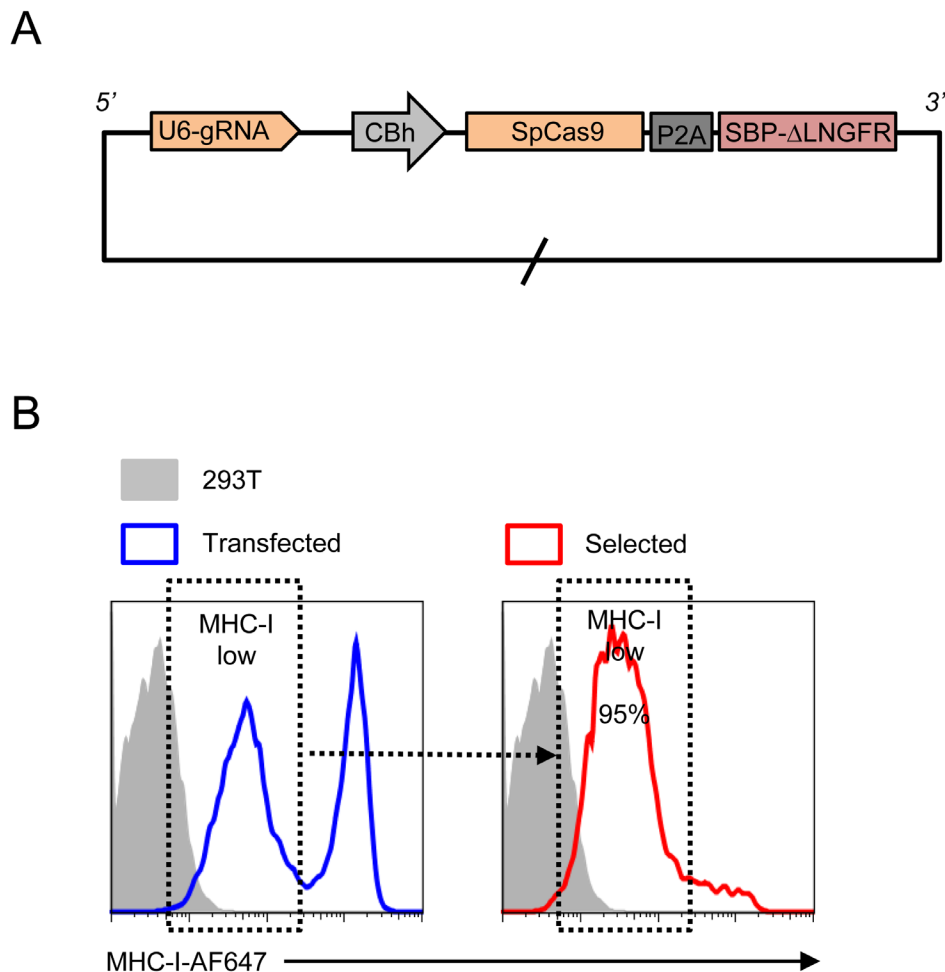 A
5’ 3’
U6-gRNA CBh SpCas9 P2A SBP-ΔLNGFR
B
293T
Transfected
Selected
MHC-I
low
MHC-I
low
95%
MHC-I-AF647